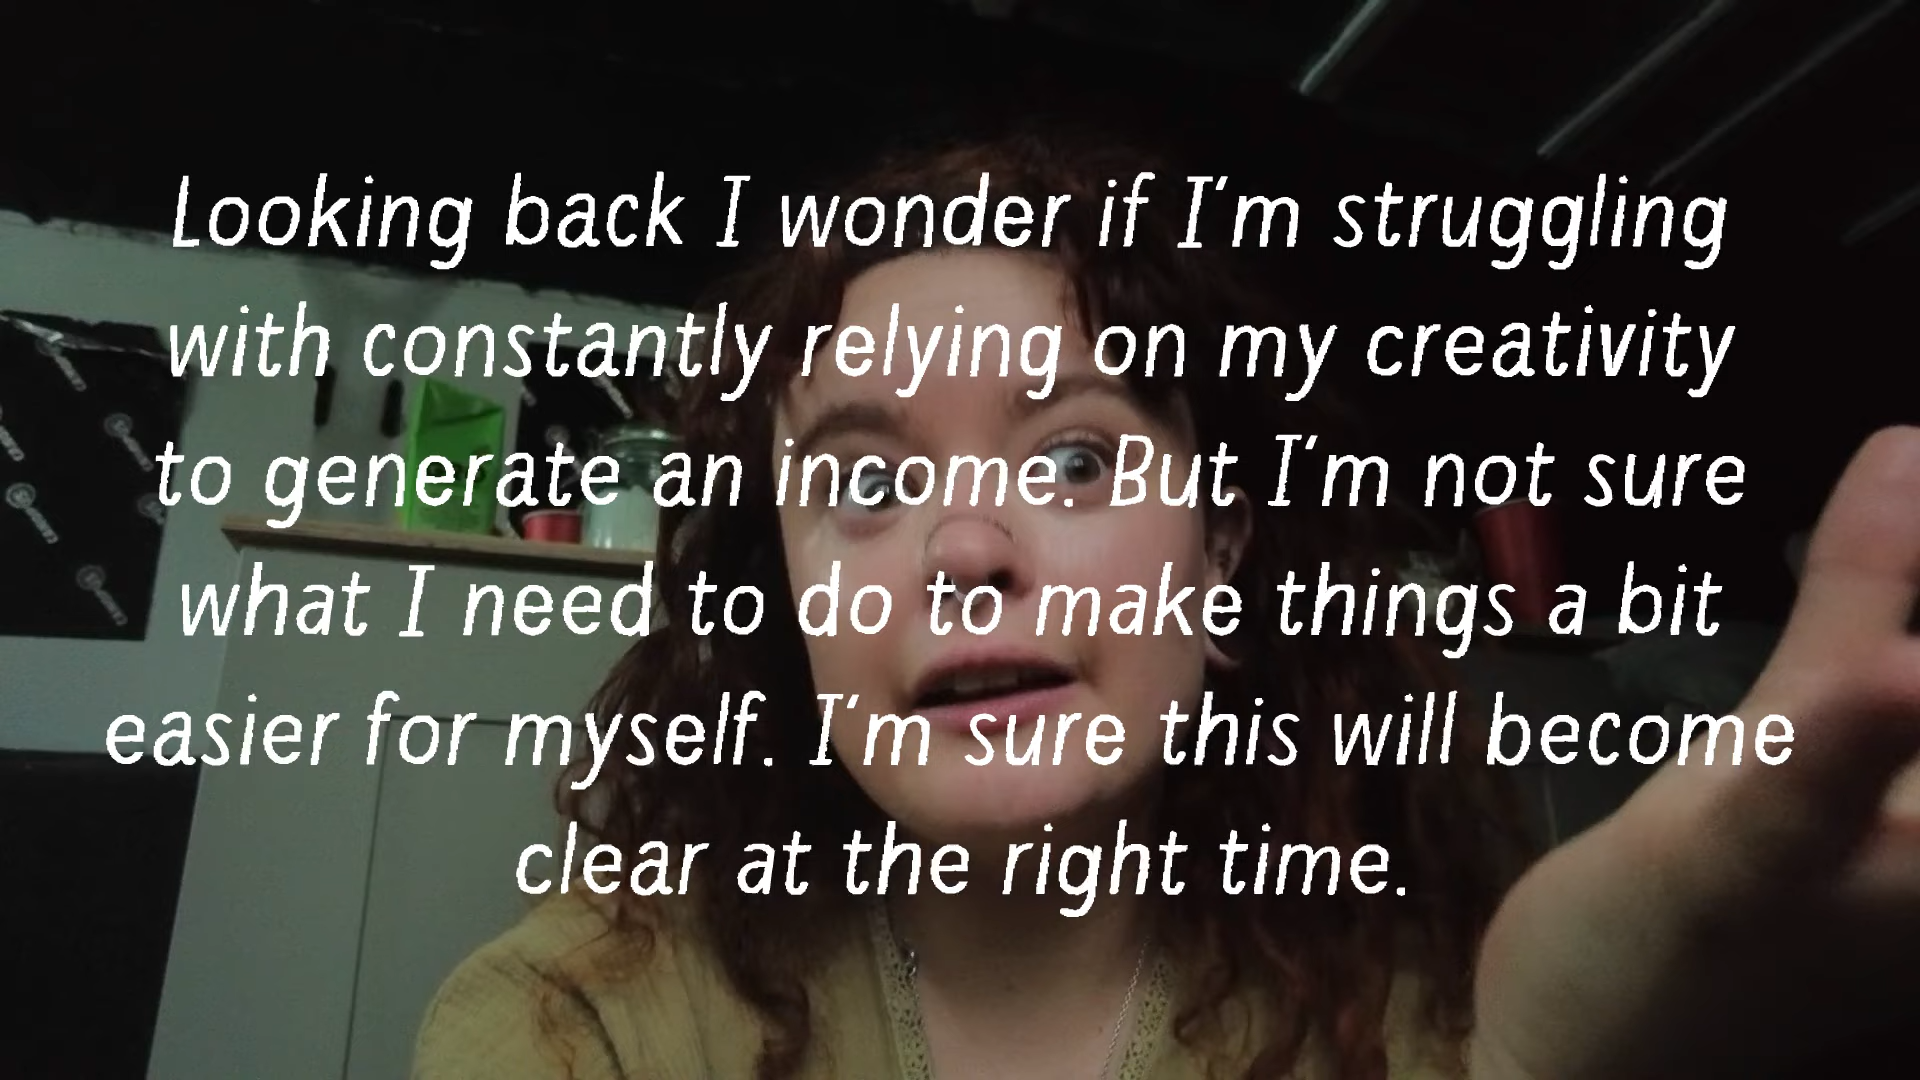 Looking back I wonder if I'm struggling
with constantly relying on my creativity
to generate an income. But I'm not sure
what I need to do to make things a bit
easier for myself. I'm sure this will become
clear at the right time.